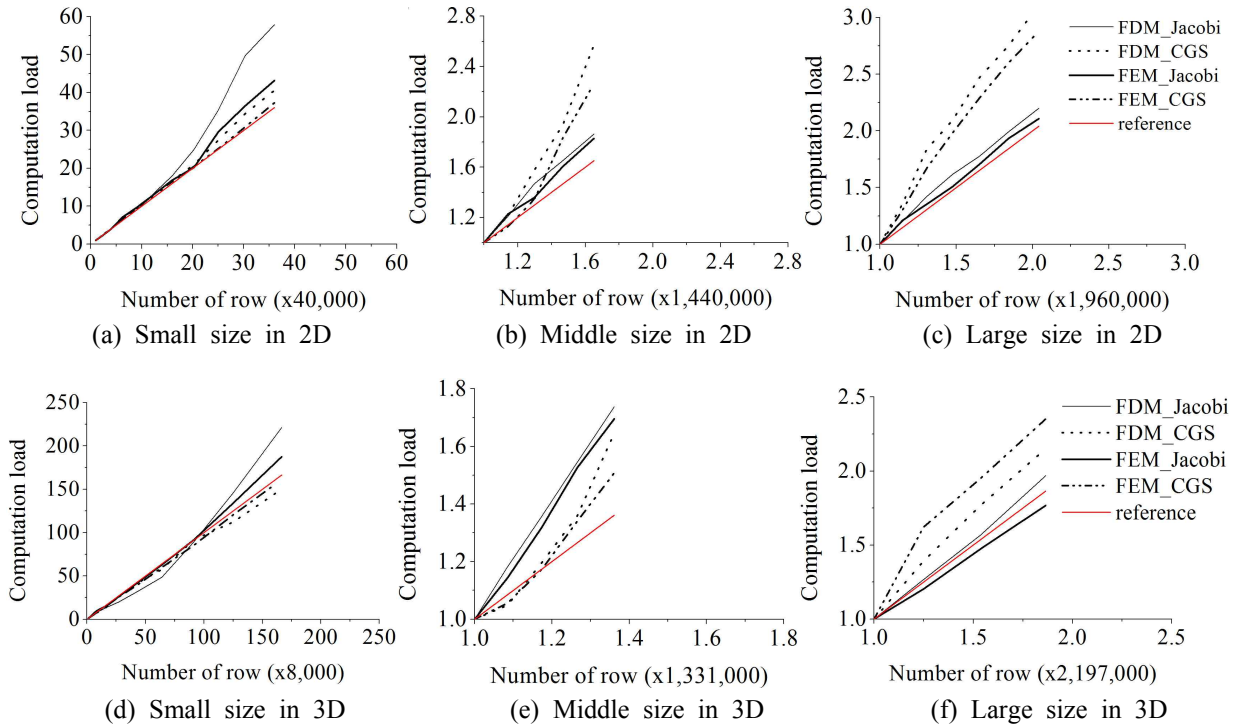 60
50
40
30
20
10
0
Computation load
0 10 20 30 40 50 60
Number of row (x40,000)
(a) Small size in 2D
2.8
2.4
2.0
1.6
1.2
Computation load
1.2 1.6 2.0 2.4 2.8
Number of row (x1,440,000)
(b) Middle size in 2D
3.0
2.5
2.0
1.5
1.0
Computation load
1.0 1.5 2.0 2.5 3.0
Number of row (x1,960,000)
(c) Large size in 2D
FDM_Jacobi
FDM_CGS
FEM_Jacobi
FEM_CGS
reference
250
200
150
100
50
0
Computation load
0 50 100 150 200 250
Number of row (x8,000)
(d) Small size in 3D
1.8
1.6
1.4
1.2
1.0
Computation load
1.0 1.2 1.4 1.6 1.8
Number of row (x1,331,000)
(e) Middle size in 3D
2.5
2.0
1.5
1.0
Computation load
1.0 1.5 2.0 2.5
Number of row (x2,197,000)
(f) Large size in 3D
FDM_Jacobi
FDM_CGS
FEM_Jacobi
FEM_CGS
reference